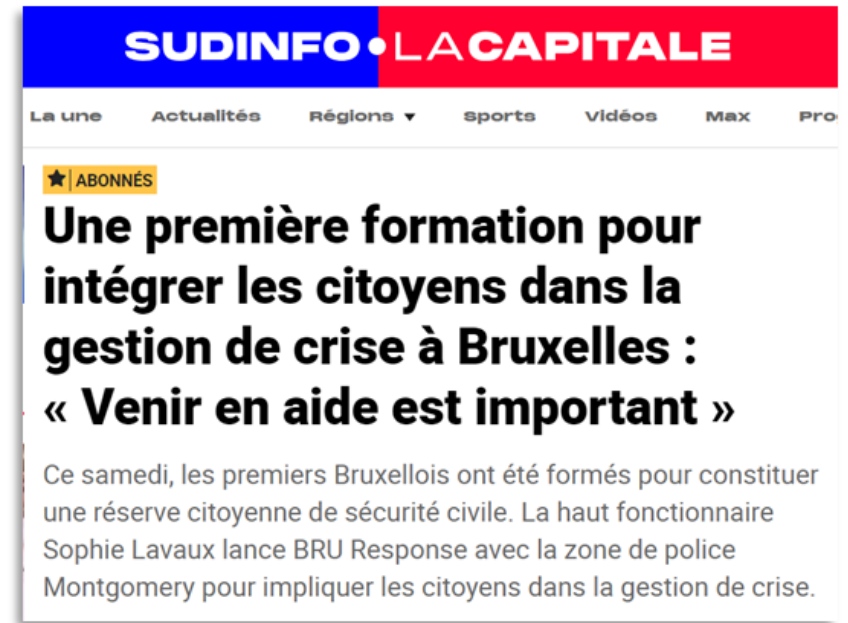 SUDINFO•LACAPITALE
La une Actualités Régions ▼ Sports Vidéos Max
★ | ABONNÉS
Une première formation pour
intégrer les citoyens dans la
gestion de crise à Bruxelles :
« Venir en aide est important »
Ce samedi, les premiers Bruxellois ont été formés pour constituer
une réserve citoyenne de sécurité civile. La haut fonctionnaire
Sophie Lavaux lance BRU Response avec la zone de police
Montgomery pour impliquer les citoyens dans la gestion de crise.